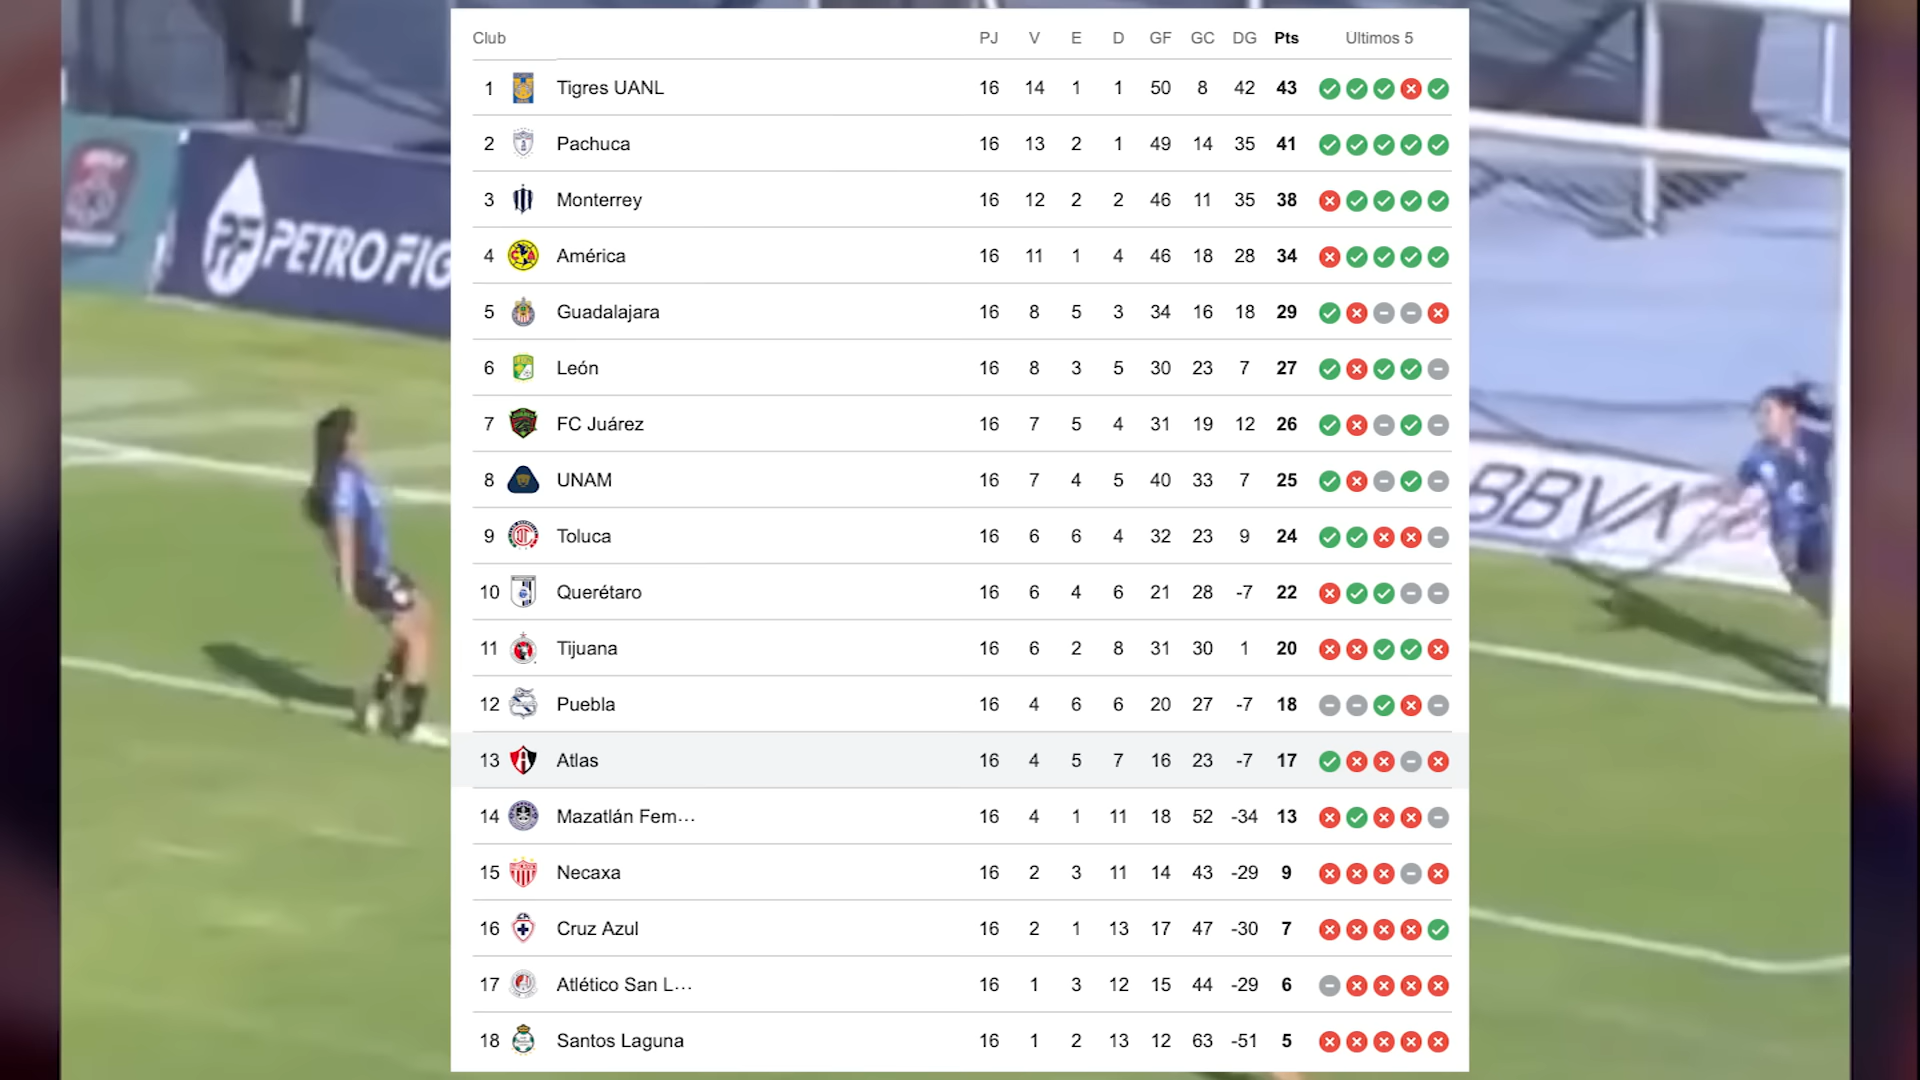 Club PJ V E D GF GC DG Pts Ultimos 5
1 Tigres UANL 16 14 1 1 50 8 42 43
2 Pachuca 16 13 2 1 49 14 35 41
3 Monterrey 16 12 2 2 46 11 35 38
4 América 16 11 1 4 46 18 28 34
5 Guadalajara 16 8 5 3 34 16 18 29
6 León 16 8 3 5 30 23 7 27
7 FC Juárez 16 7 5 4 31 19 12 26
8 UNAM 16 7 4 5 40 33 7 25
9 Toluca 16 6 6 4 32 23 9 24
10 Querétaro 16 6 4 6 21 28 -7 22
11 Tijuana 16 6 2 8 31 30 1 20
12 Puebla 16 4 6 6 20 27 -7 18
13 Atlas 16 4 5 7 16 23 -7 17
14 Mazatlán Fem... 16 4 1 11 18 52 -34 13
15 Necaxa 16 2 3 11 14 43 -29 9
16 Cruz Azul 16 2 1 13 17 47 -30 7
17 Atlético San L... 16 1 3 12 15 44 -29 6
18 Santos Laguna 16 1 2 13 12 63 -51 5
PF PETRO FIG
BBVA